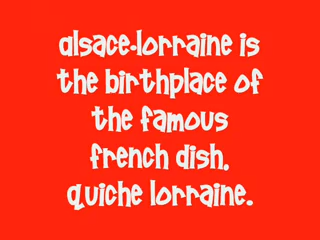 alsace-lorraine is
the birthplace of
the famous
french dish,
quiche lorraine.